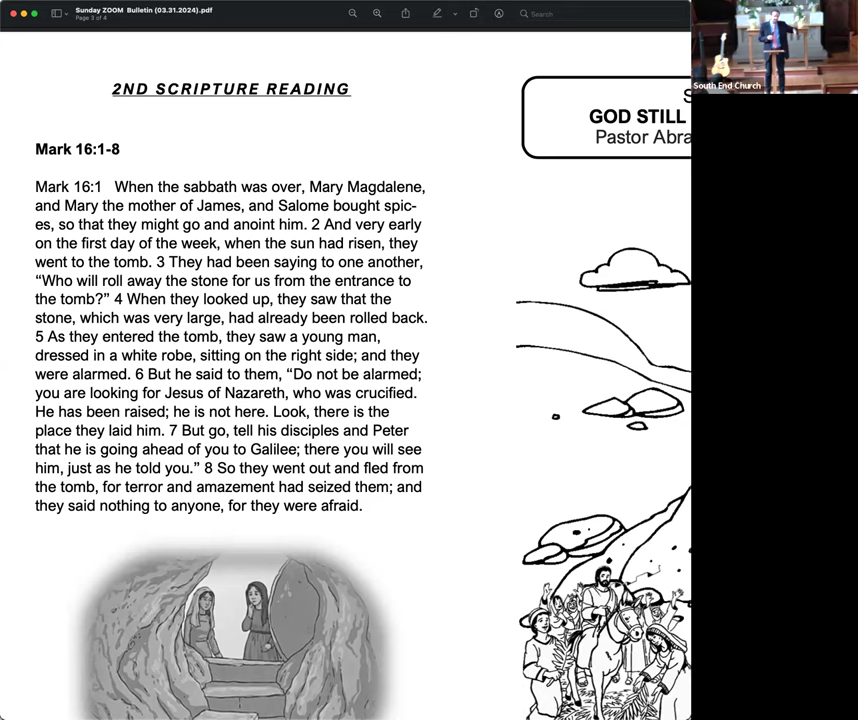 Sunday ZOOM Bulletin (03.31.2024).pdf
Page 3 of 4
Search
South End Church
2ND SCRIPTURE READING
Mark 16:1-8
Mark 16:1 When the sabbath was over, Mary Magdalene,
and Mary the mother of James, and Salome bought spic-
es, so that they might go and anoint him. 2 And very early
on the first day of the week, when the sun had risen, they
went to the tomb. 3 They had been saying to one another,
“Who will roll away the stone for us from the entrance to
the tomb?” 4 When they looked up, they saw that the
stone, which was very large, had already been rolled back.
5 As they entered the tomb, they saw a young man,
dressed in a white robe, sitting on the right side; and they
were alarmed. 6 But he said to them, “Do not be alarmed;
you are looking for Jesus of Nazareth, who was crucified.
He has been raised; he is not here. Look, there is the
place they laid him. 7 But go, tell his disciples and Peter
that he is going ahead of you to Galilee; there you will see
him, just as he told you.” 8 So they went out and fled from
the tomb, for terror and amazement had seized them; and
they said nothing to anyone, for they were afraid.
S
GOD STILL
Pastor Abra